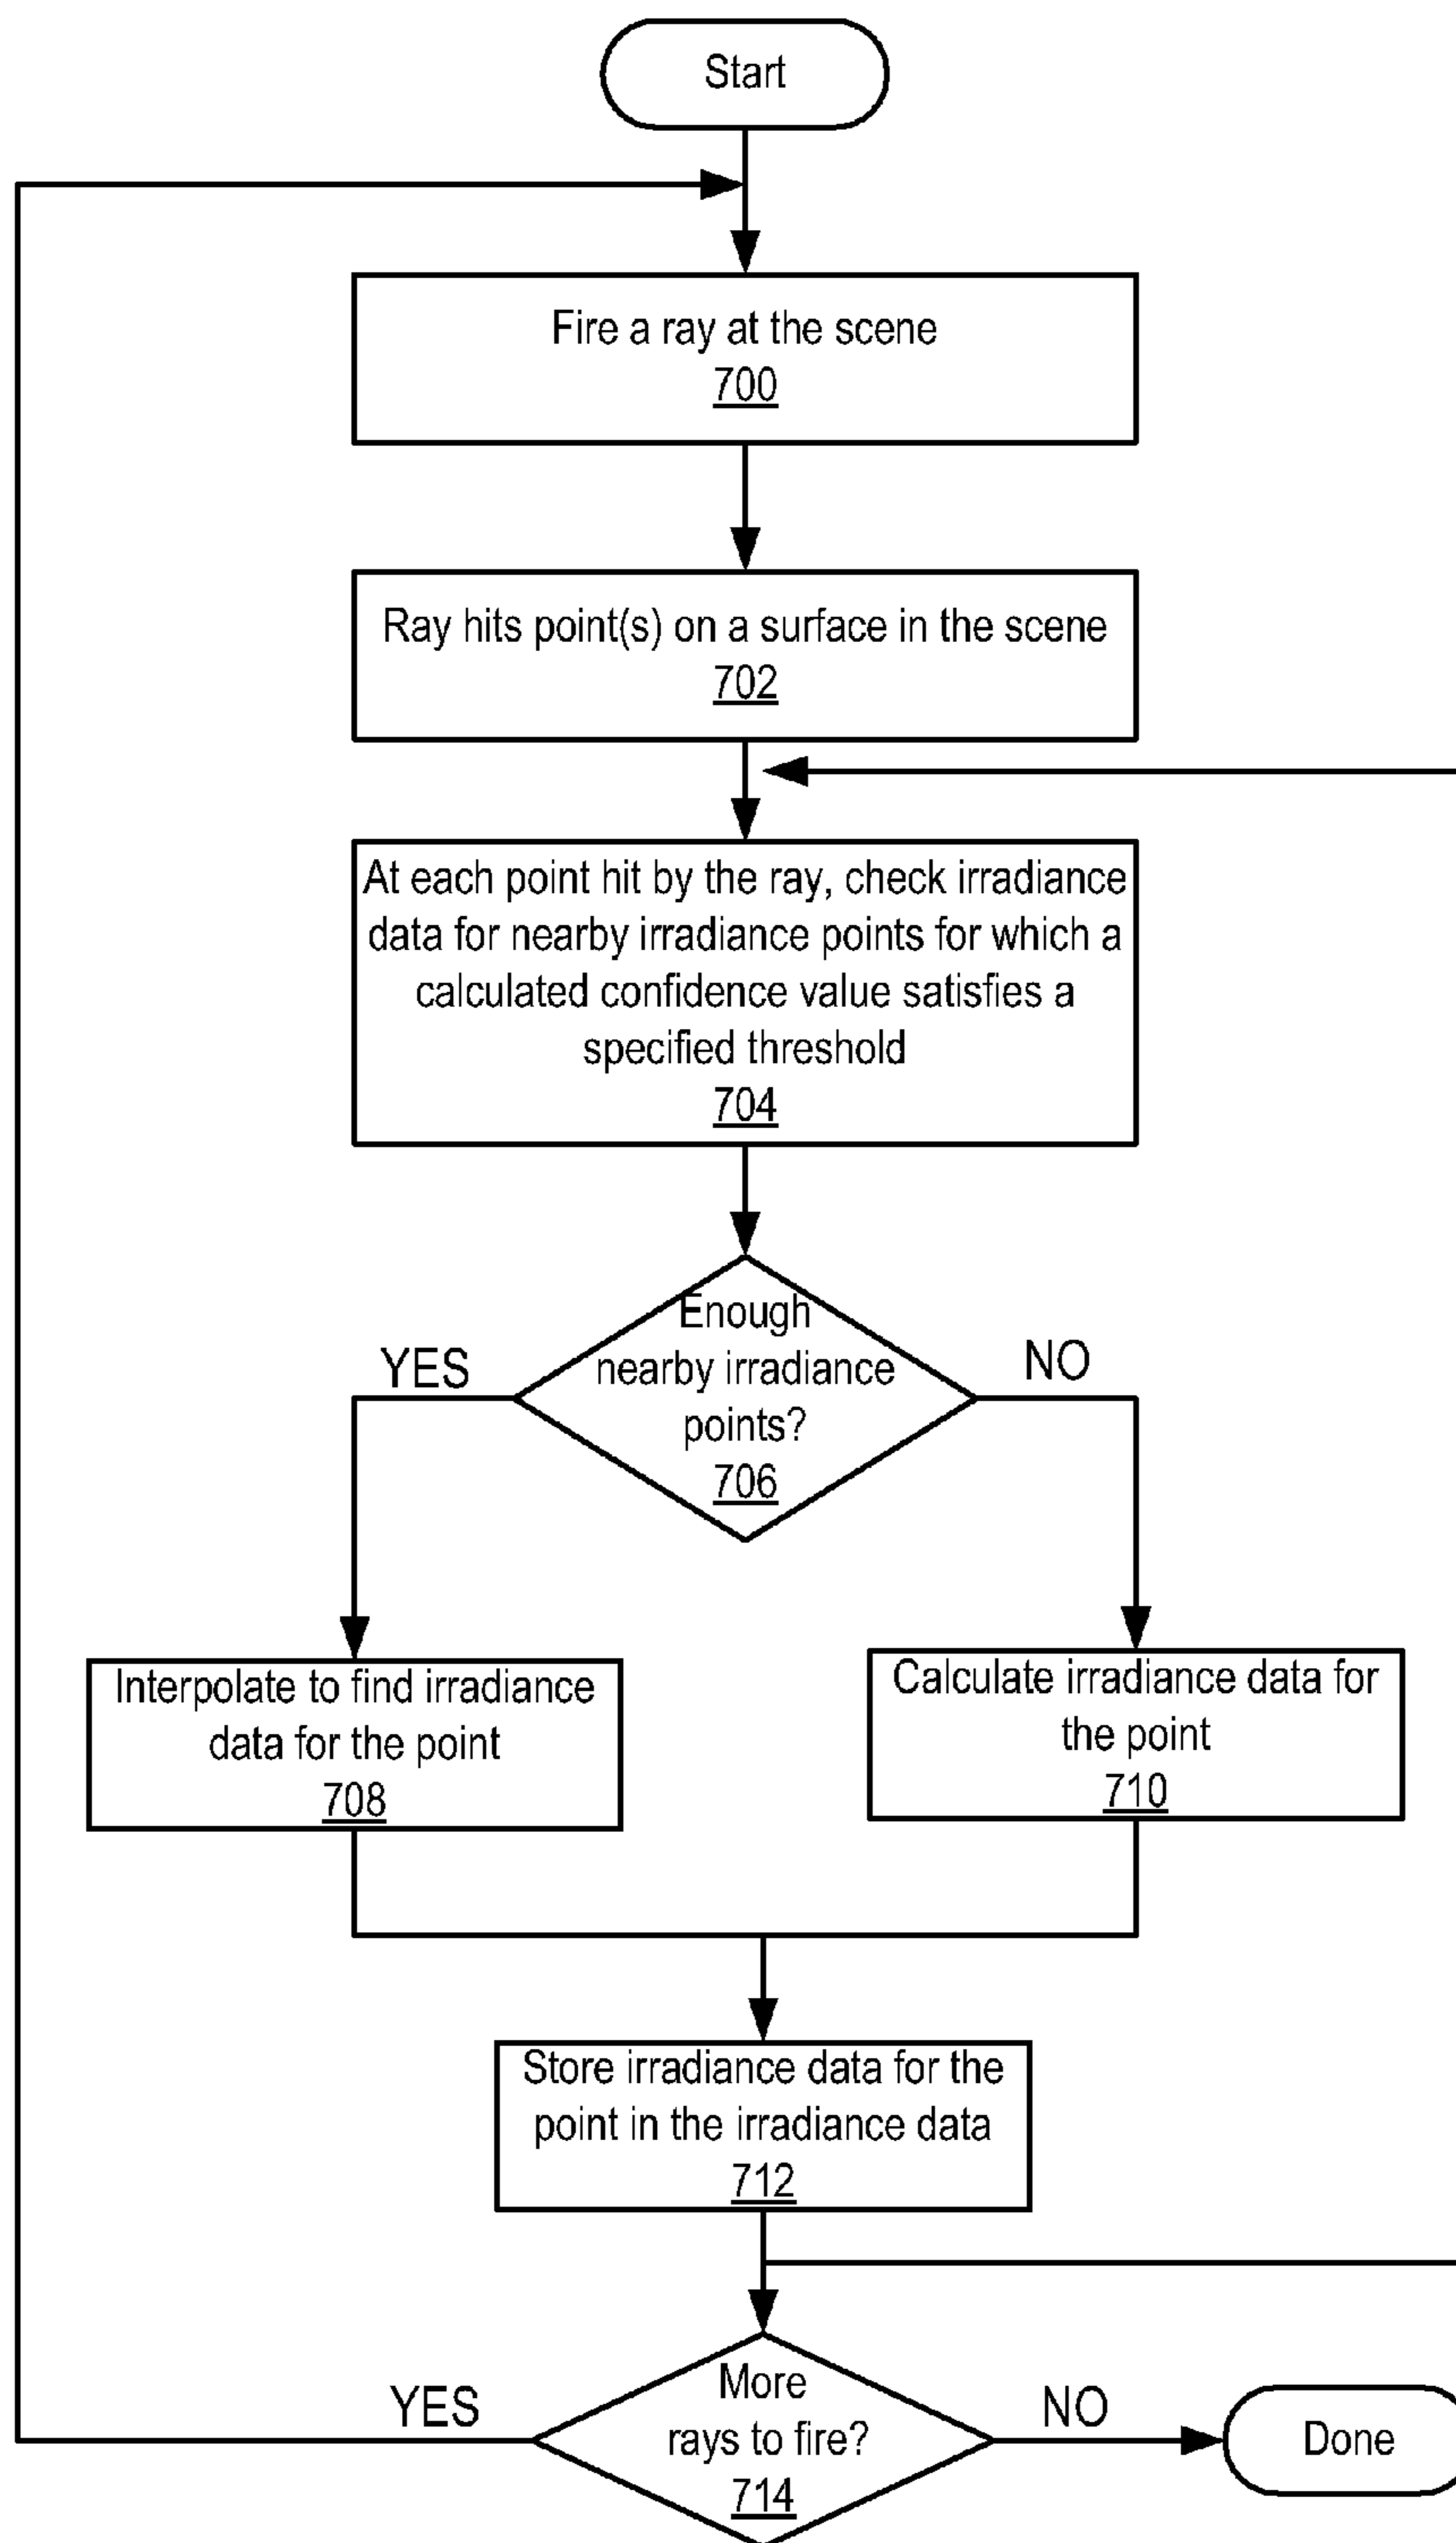 Start
Fire a ray at the scene
700
Ray hits point(s) on a surface in the scene
702
At each point hit by the ray, check irradiance
data for nearby irradiance points for which a
calculated confidence value satisfies a
specified threshold
704
Enough
nearby irradiance
points?
706
YES
NO
Interpolate to find irradiance
data for the point
708
Calculate irradiance data for
the point
710
Store irradiance data for the
point in the irradiance data
712
More
rays to fire?
714
YES
NO
Done